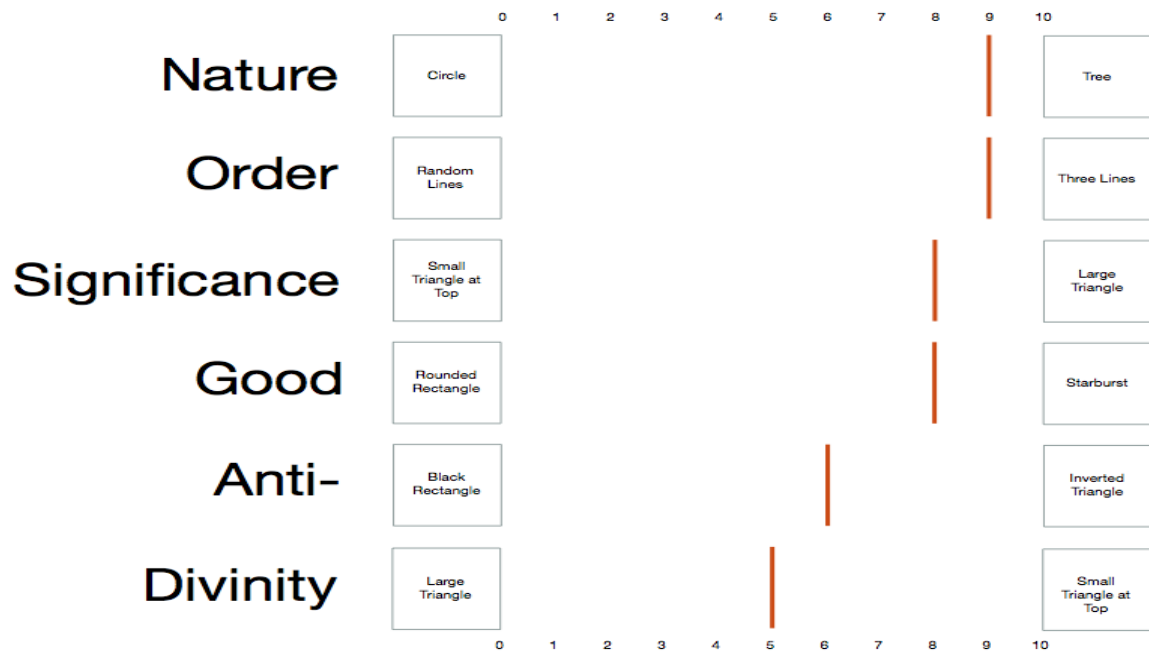 0 1 2 3 4 5 6 7 8 9 10
Nature Circle Tree
Order Random
Lines Three Lines
Significance Small
Triangle at
Top Large
Triangle
Good Rounded
Rectangle Starburst
Anti- Black
Rectangle Inverted
Triangle
Divinity Large
Triangle Small
Triangle at
Top
0 1 2 3 4 5 6 7 8 9 10